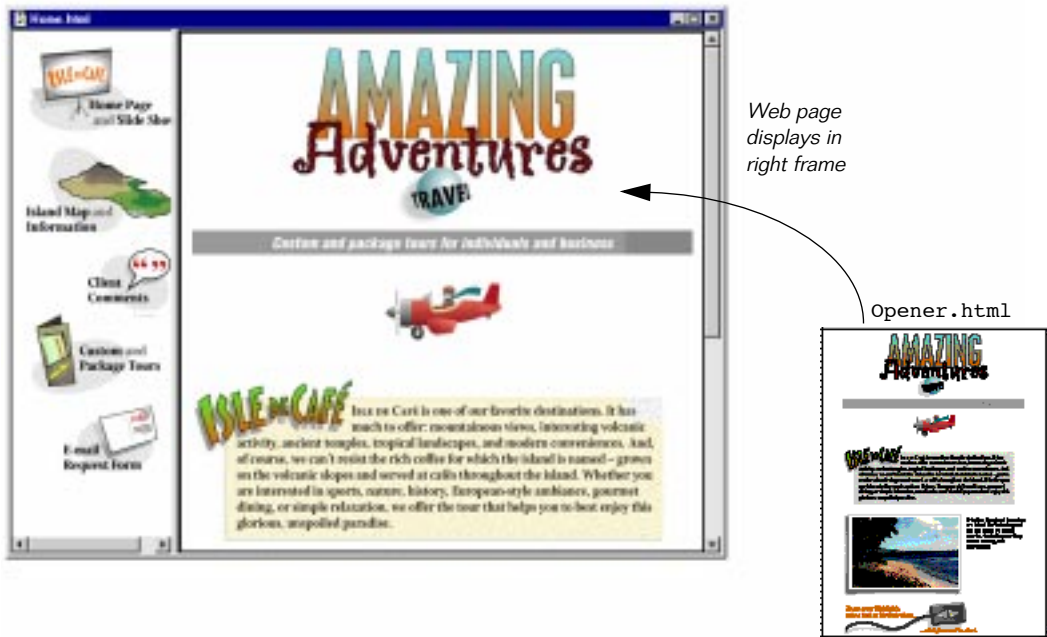 Home.html
ISLE DE CAFÉ
Home Page
and Slide Sho
Island Map and
Information
Client
Comments
Custom and
Package Tours
E-mail
Request Form
AMAZING
Adventures
TRAVEL
Custom and package tours for individuals and business
ISLE DE CAFÉ
ISLE DE Café is one of our favorite destinations. It has
much to offer: mountainous views, interesting volcanic
activity, ancient temples, tropical landscapes, and modern conveniences. And,
of course, we can't resist the rich coffee for which the island is named – grown
on the volcanic slopes and served at cafés throughout the island. Whether you
are interested in sports, nature, history, European-style ambiance, gourmet
dining, or simple relaxation, we offer the tour that helps you to best enjoy this
glorious, unspoiled paradise.
Web page
displays in
right frame
Opener.html
AMAZING
Adventures
ISLE DE CAFÉ